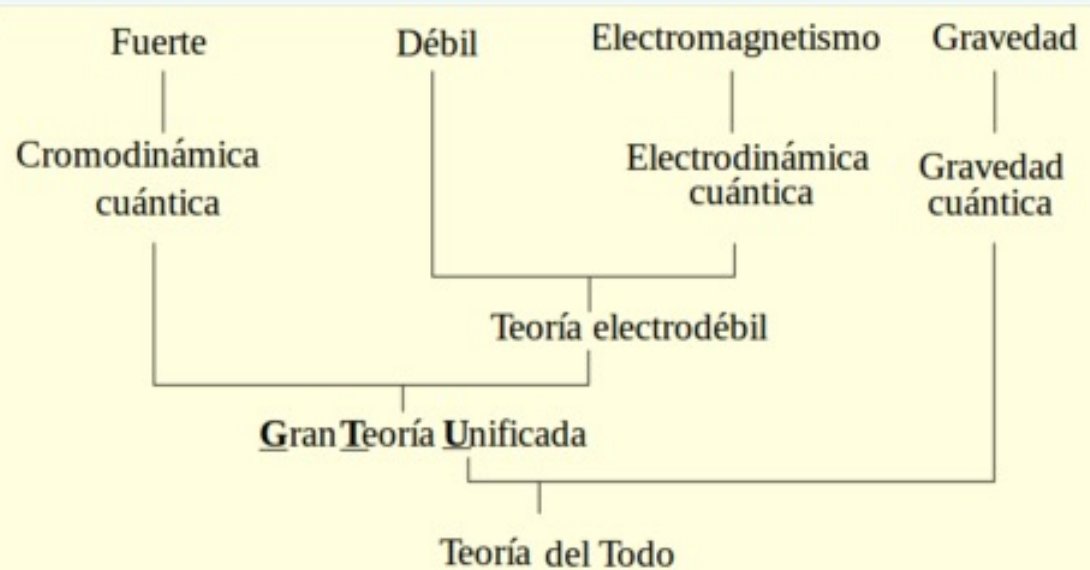 Fuerte
Débil
Electromagnetismo
Gravedad
Cromodinámica
cuántica
Electrodinámica
cuántica
Gravedad
cuántica
Teoría electrodébil
Gran Teoría Unificada
Teoría del Todo